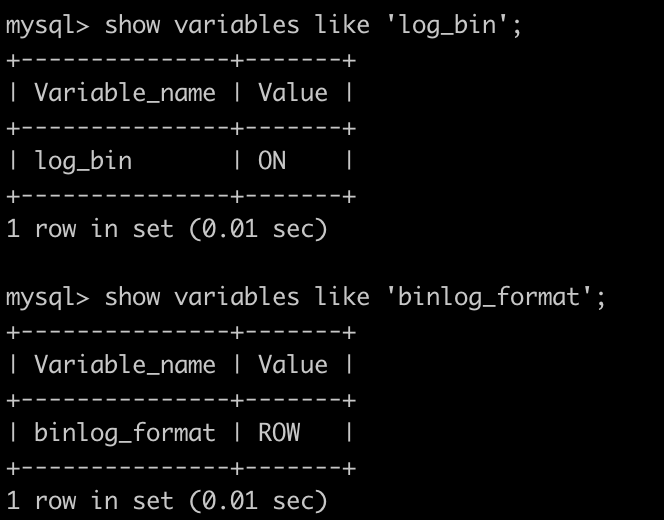 mysql> show variables like 'log_bin';
+---------------+-------+
| Variable_name | Value |
+---------------+-------+
| log_bin       | ON    |
+---------------+-------+
1 row in set (0.01 sec)

mysql> show variables like 'binlog_format';
+---------------+-------+
| Variable_name | Value |
+---------------+-------+
| binlog_format | ROW   |
+---------------+-------+
1 row in set (0.01 sec)